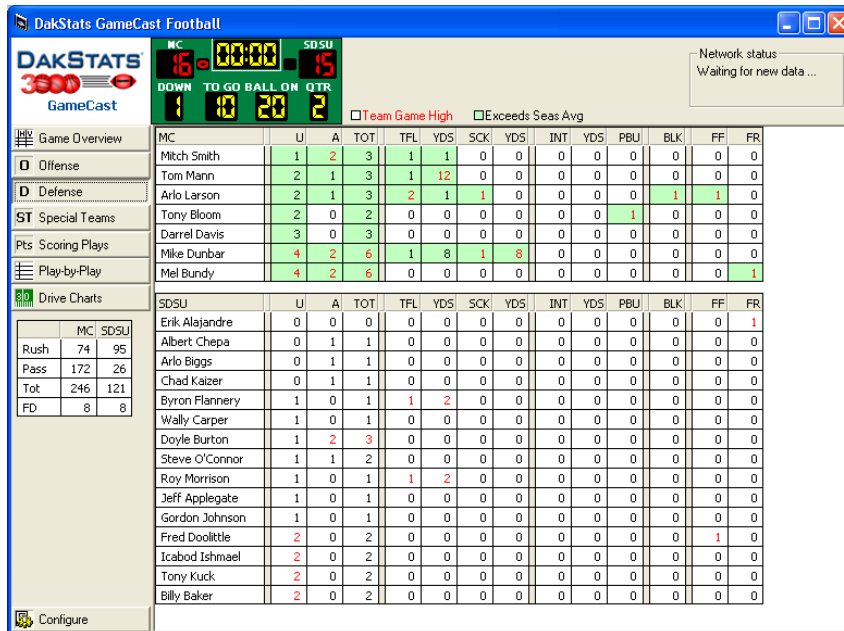 DakStats GameCast Football
DAKSTATS
3000
GameCast
MC 00:00 SDSU
16 15
DOWN TO GO BALL ON QTR
1 10 20 2
Team Game High Exceeds Seas Avg
Network status
Waiting for new data ...
Game Overview
O Offense
D Defense
ST Special Teams
Pts Scoring Plays
Play-by-Play
Drive Charts
MC SDSU
Rush 74 95
Pass 172 26
Tot 246 121
FD 8 8
Configure
MC U A TOT TFL YDS SCK YDS INT YDS PBU BLK FF FR
Mitch Smith 1 2 3 1 1 0 0 0 0 0 0 0 0
Tom Mann 2 1 3 1 12 0 0 0 0 0 0 0 0
Arlo Larson 2 1 3 2 1 1 0 0 0 0 1 1 0
Tony Bloom 2 0 2 0 0 0 0 0 0 1 0 0 0
Darrel Davis 3 0 3 0 0 0 0 0 0 0 0 0 0
Mike Dunbar 4 2 6 1 8 1 8 0 0 0 0 0 0
Mel Bundy 4 2 6 0 0 0 0 0 0 0 0 0 1
SDSU U A TOT TFL YDS SCK YDS INT YDS PBU BLK FF FR
Erik Alajandre 0 0 0 0 0 0 0 0 0 0 0 0 1
Albert Chepa 0 1 1 0 0 0 0 0 0 0 0 0 0
Arlo Biggs 0 1 1 0 0 0 0 0 0 0 0 0 0
Chad Kaizer 0 1 1 0 0 0 0 0 0 0 0 0 0
Byron Flannery 1 0 1 1 2 0 0 0 0 0 0 0 0
Wally Carper 1 0 1 0 0 0 0 0 0 0 0 0 0
Doyle Burton 1 2 3 0 0 0 0 0 0 0 0 0 0
Steve O'Connor 1 1 2 0 0 0 0 0 0 0 0 0 0
Roy Morrison 1 0 1 1 2 0 0 0 0 0 0 0 0
Jeff Applegate 1 0 1 0 0 0 0 0 0 0 0 0 0
Gordon Johnson 1 0 1 0 0 0 0 0 0 0 0 0 0
Fred Doolittle 2 0 2 0 0 0 0 0 0 0 0 1 0
Icabod Ishmael 2 0 2 0 0 0 0 0 0 0 0 0 0
Tony Kuck 2 0 2 0 0 0 0 0 0 0 0 0 0
Billy Baker 2 0 2 0 0 0 0 0 0 0 0 0 0